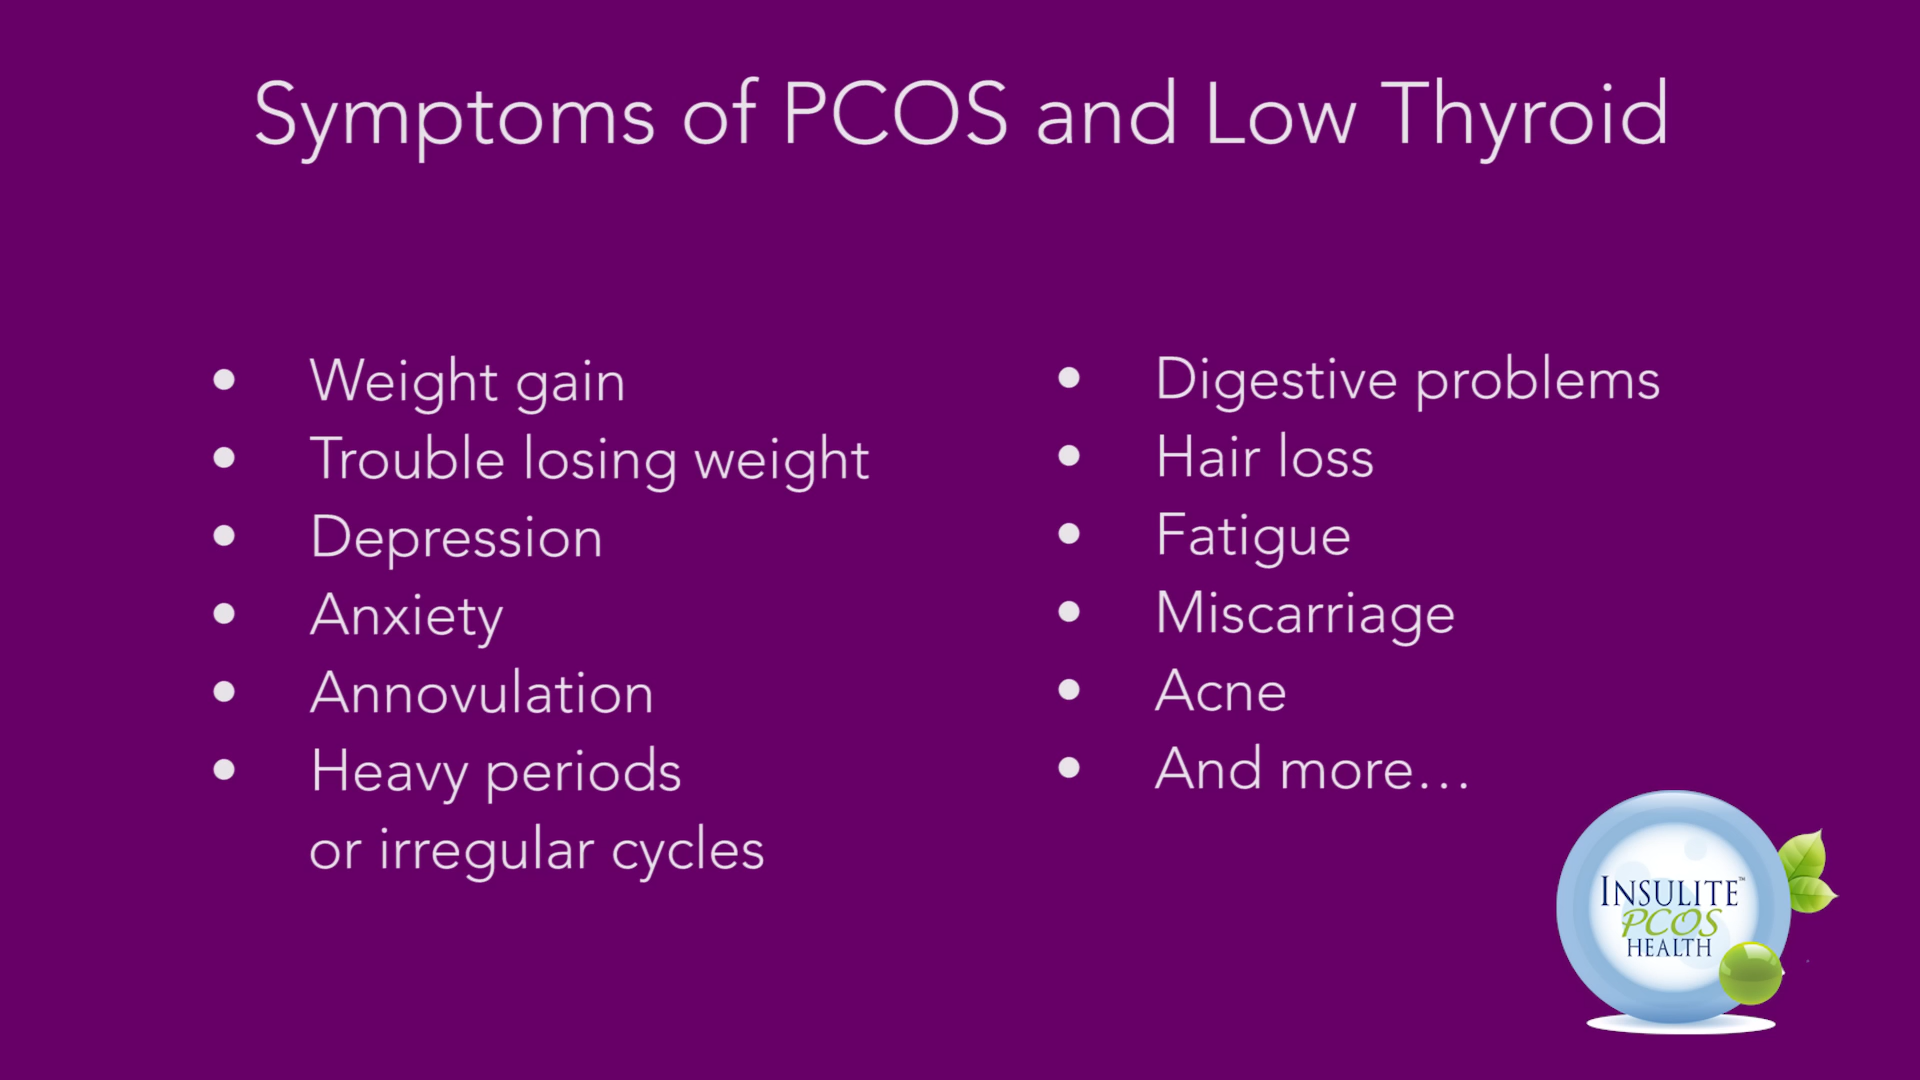 Symptoms of PCOS and Low Thyroid
• Weight gain
• Trouble losing weight
• Depression
• Anxiety
• Annovulation
• Heavy periods
or irregular cycles
• Digestive problems
• Hair loss
• Fatigue
• Miscarriage
• Acne
• And more…
INSULITE™
PCOS
HEALTH